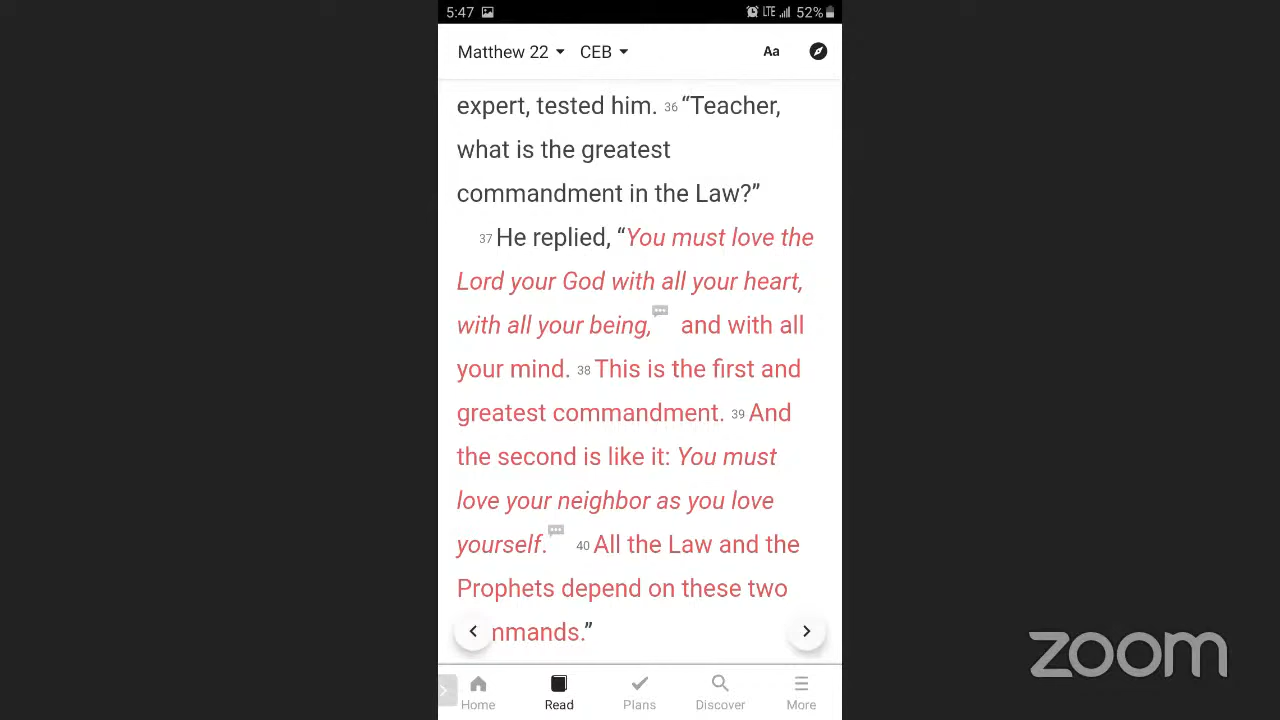 5:47 LTE 52%
Matthew 22 CEB Aa
expert, tested him. 36 “Teacher,
what is the greatest
commandment in the Law?”
37 He replied, “You must love the
Lord your God with all your heart,
with all your being, and with all
your mind. 38 This is the first and
greatest commandment. 39 And
the second is like it: You must
love your neighbor as you love
yourself. 40 All the Law and the
Prophets depend on these two
mmands.”
zoom
Home Read Plans Discover More